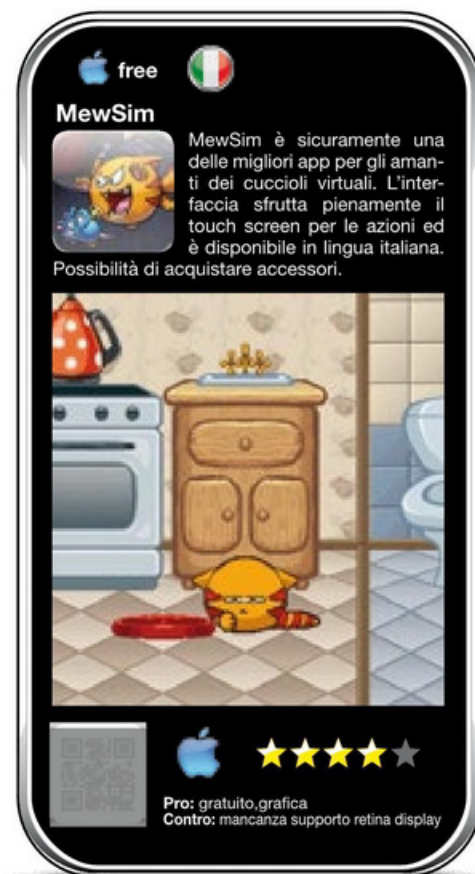 free
MewSim
MewSim è sicuramente una
delle migliori app per gli aman-
ti dei cuccioli virtuali. L'inter-
faccia sfrutta pienamente il
touch screen per le azioni ed
è disponibile in lingua italiana.
Possibilità di acquistare accessori.
Pro: gratuito,grafica
Contro: mancanza supporto retina display